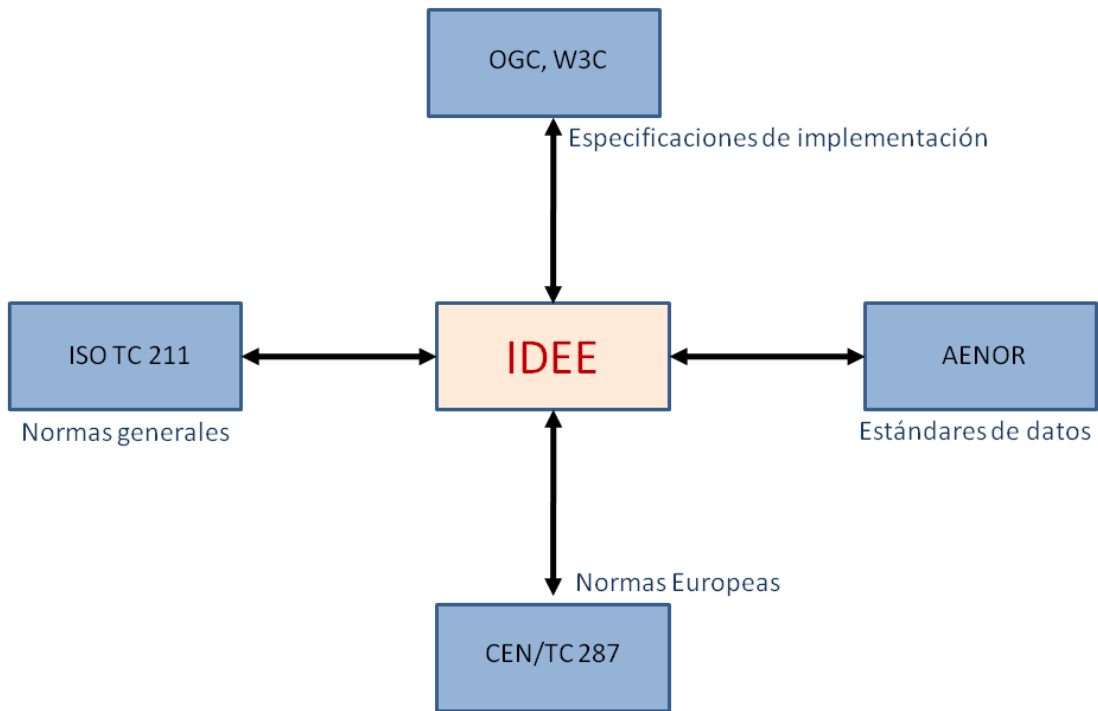 OGC, W3C
Especificaciones de implementación
ISO TC 211
IDEE
AENOR
Normas generales
Estándares de datos
Normas Europeas
CEN/TC 287